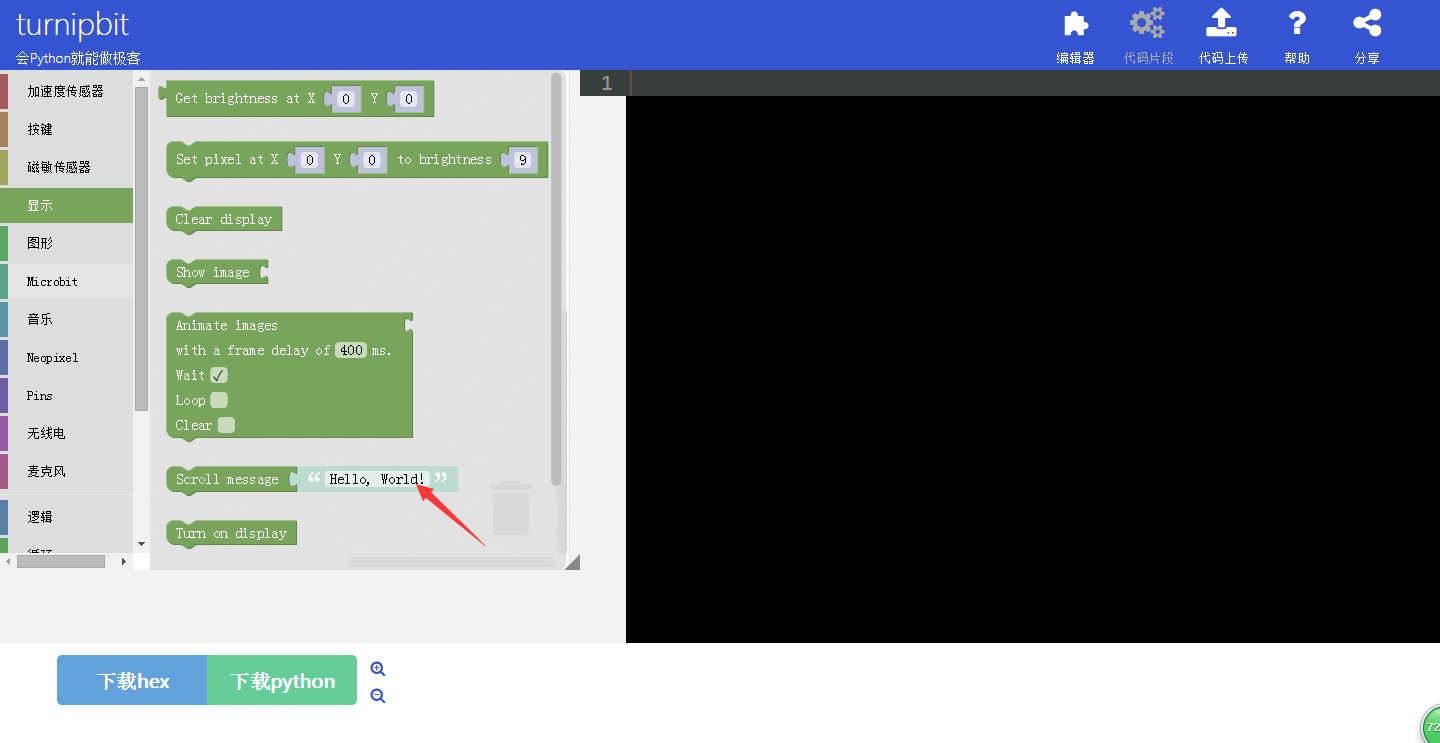 turnipbit
会Python就能做极客
编辑器
代码片段
代码上传
帮助
分享
加速度传感器
按键
磁敏传感器
显示
图形
Microbit
音乐
Neopixel
Pins
无线电
麦克风
逻辑
Get brightness at X 0 Y 0
Set pixel at X 0 Y 0 to brightness 9
Clear display
Show image
Animate images
with a frame delay of 400 ms.
Wait ✓
Loop
Clear
Scroll message “ Hello, World! ”
Turn on display
1
下载hex
下载python
72